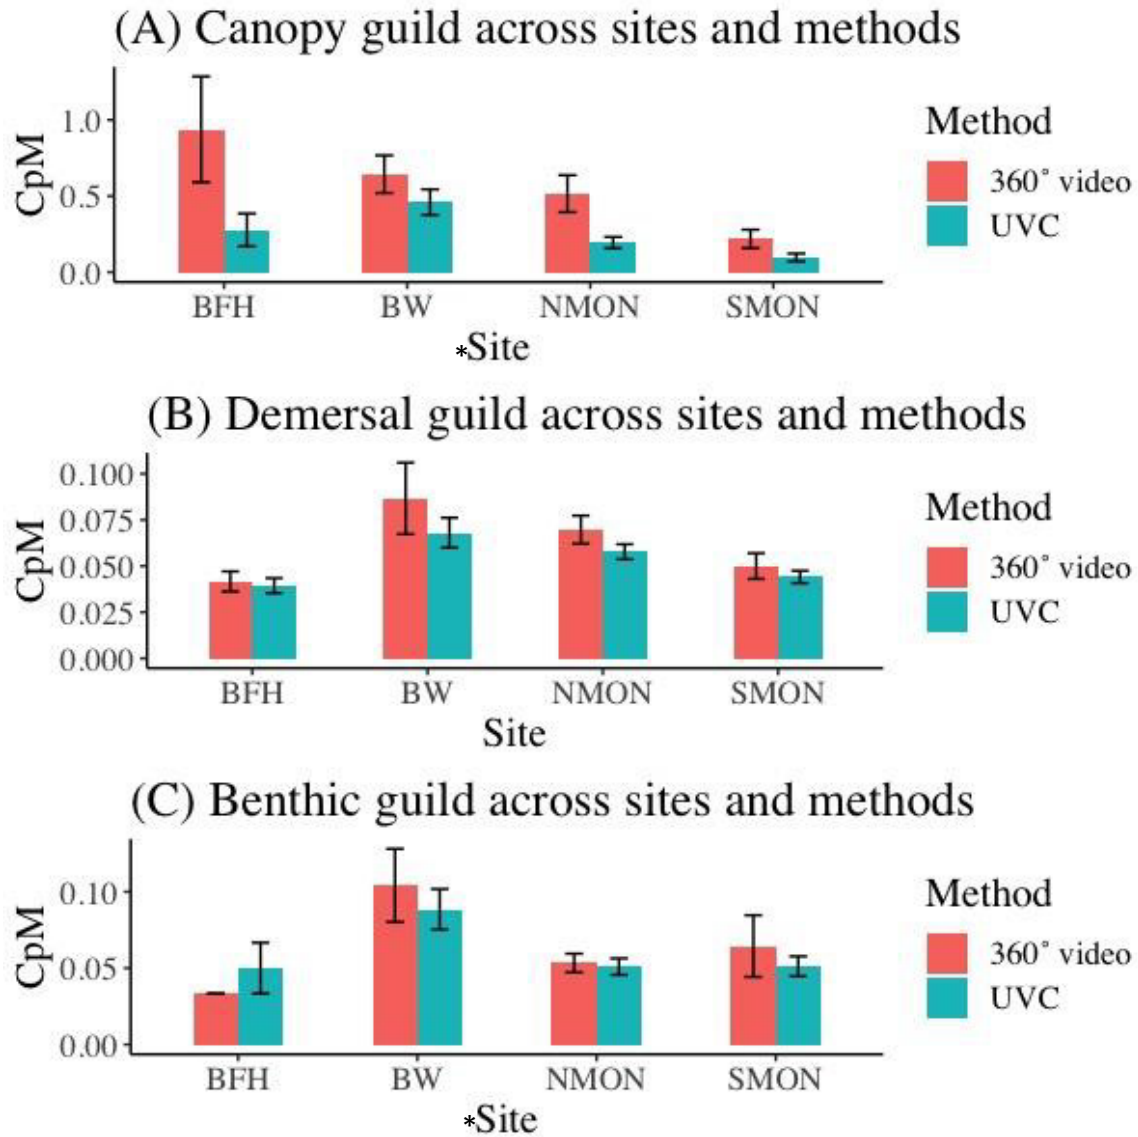 (A) Canopy guild across sites and methods
CpM
1.0
0.5
0.0
BFH BW NMON SMON
*Site
Method
360° video
UVC
(B) Demersal guild across sites and methods
CpM
0.100
0.075
0.050
0.025
0.000
BFH BW NMON SMON
Site
Method
360° video
UVC
(C) Benthic guild across sites and methods
CpM
0.10
0.05
0.00
BFH BW NMON SMON
*Site
Method
360° video
UVC